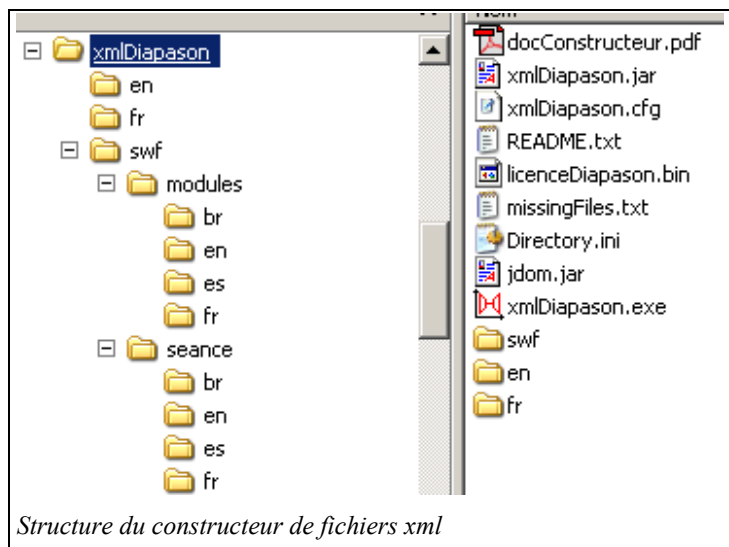 xmlDiapason
en
fr
swf
modules
br
en
es
fr
seance
br
en
es
fr
Nom
docConstructeur.pdf
xmlDiapason.jar
xmlDiapason.cfg
README.txt
licenceDiapason.bin
missingFiles.txt
Directory.ini
jdom.jar
xmlDiapason.exe
swf
en
fr
Structure du constructeur de fichiers xml